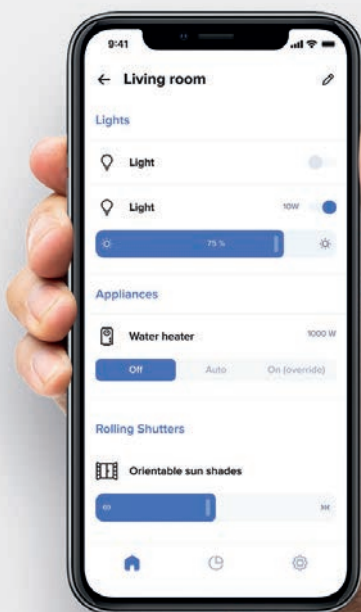 9:41
Living room
Lights
Light
Light
10W
75 %
Appliances
Water heater
1000 W
Off
Auto
On (override)
Rolling Shutters
Orientable sun shades